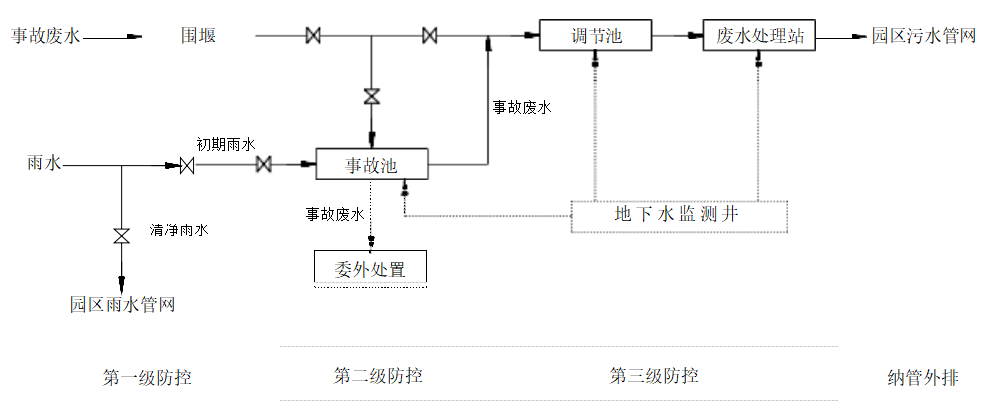 事故废水
围堰
调节池
废水处理站
园区污水管网
事故废水
初期雨水
雨水
事故池
事故废水
地下水监测井
清净雨水
委外处置
园区雨水管网
第一级防控
第二级防控
第三级防控
纳管外排